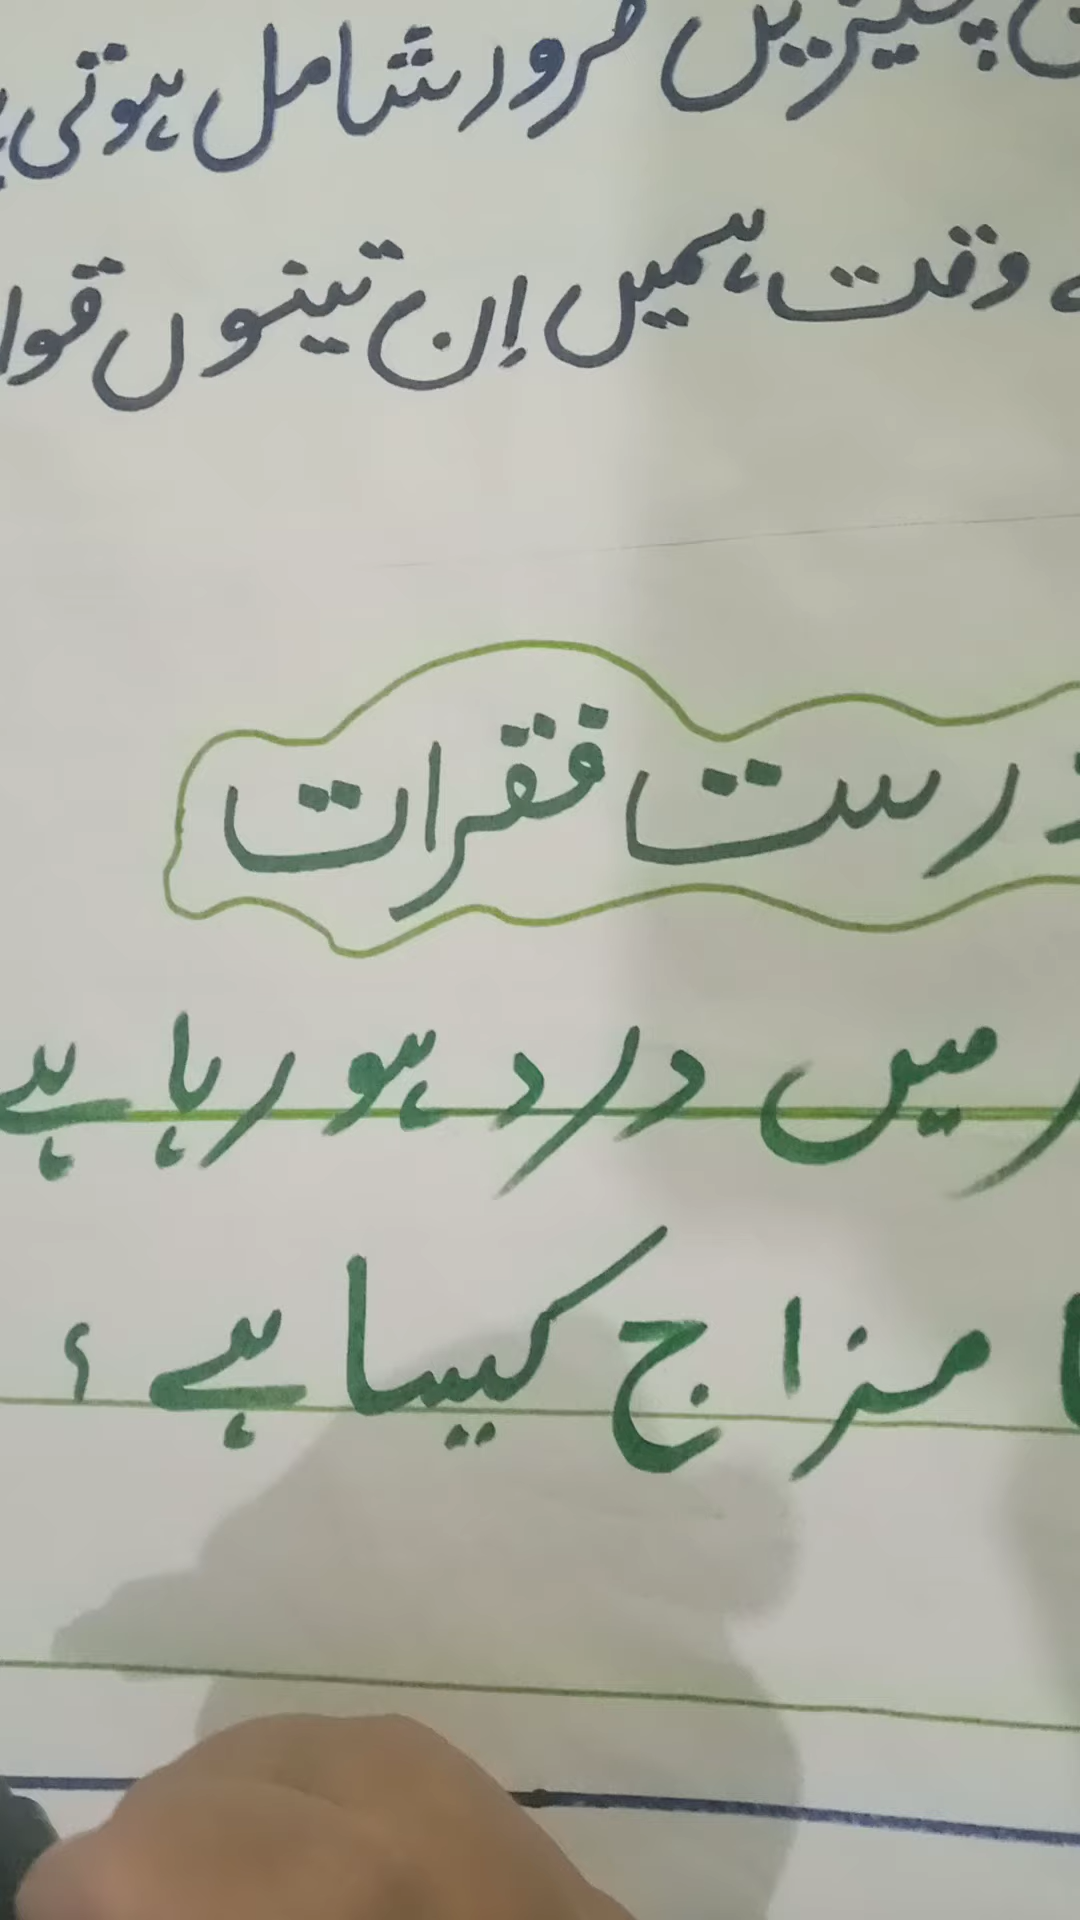 چیزیں ضرور شامل ہوتی
وقت ہمیں اِن تینوں
درست فقرات
میں درد ہو رہا ہے
مزاج کیسا ہے ؟